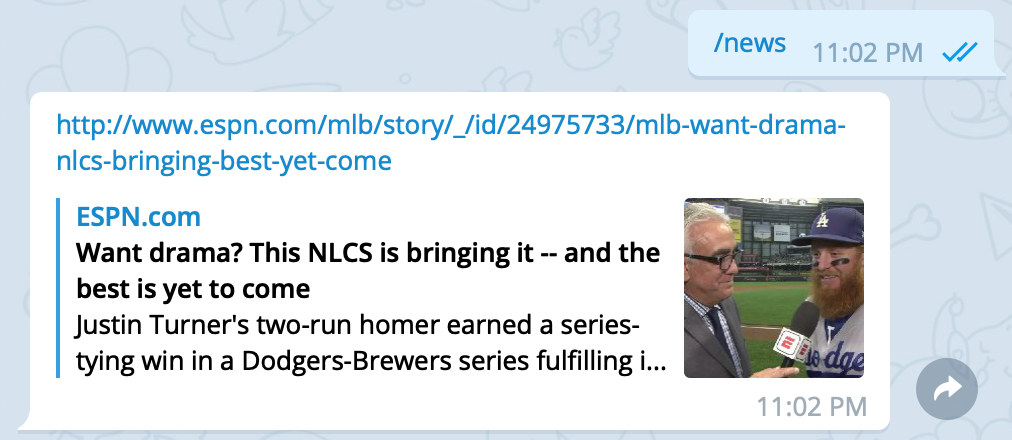 /news
11:02 PM
http://www.espn.com/mlb/story/_/id/24975733/mlb-want-drama-
nlcs-bringing-best-yet-come
ESPN.com
Want drama? This NLCS is bringing it -- and the
best is yet to come
Justin Turner's two-run homer earned a series-
tying win in a Dodgers-Brewers series fulfilling i...
LA
11:02 PM